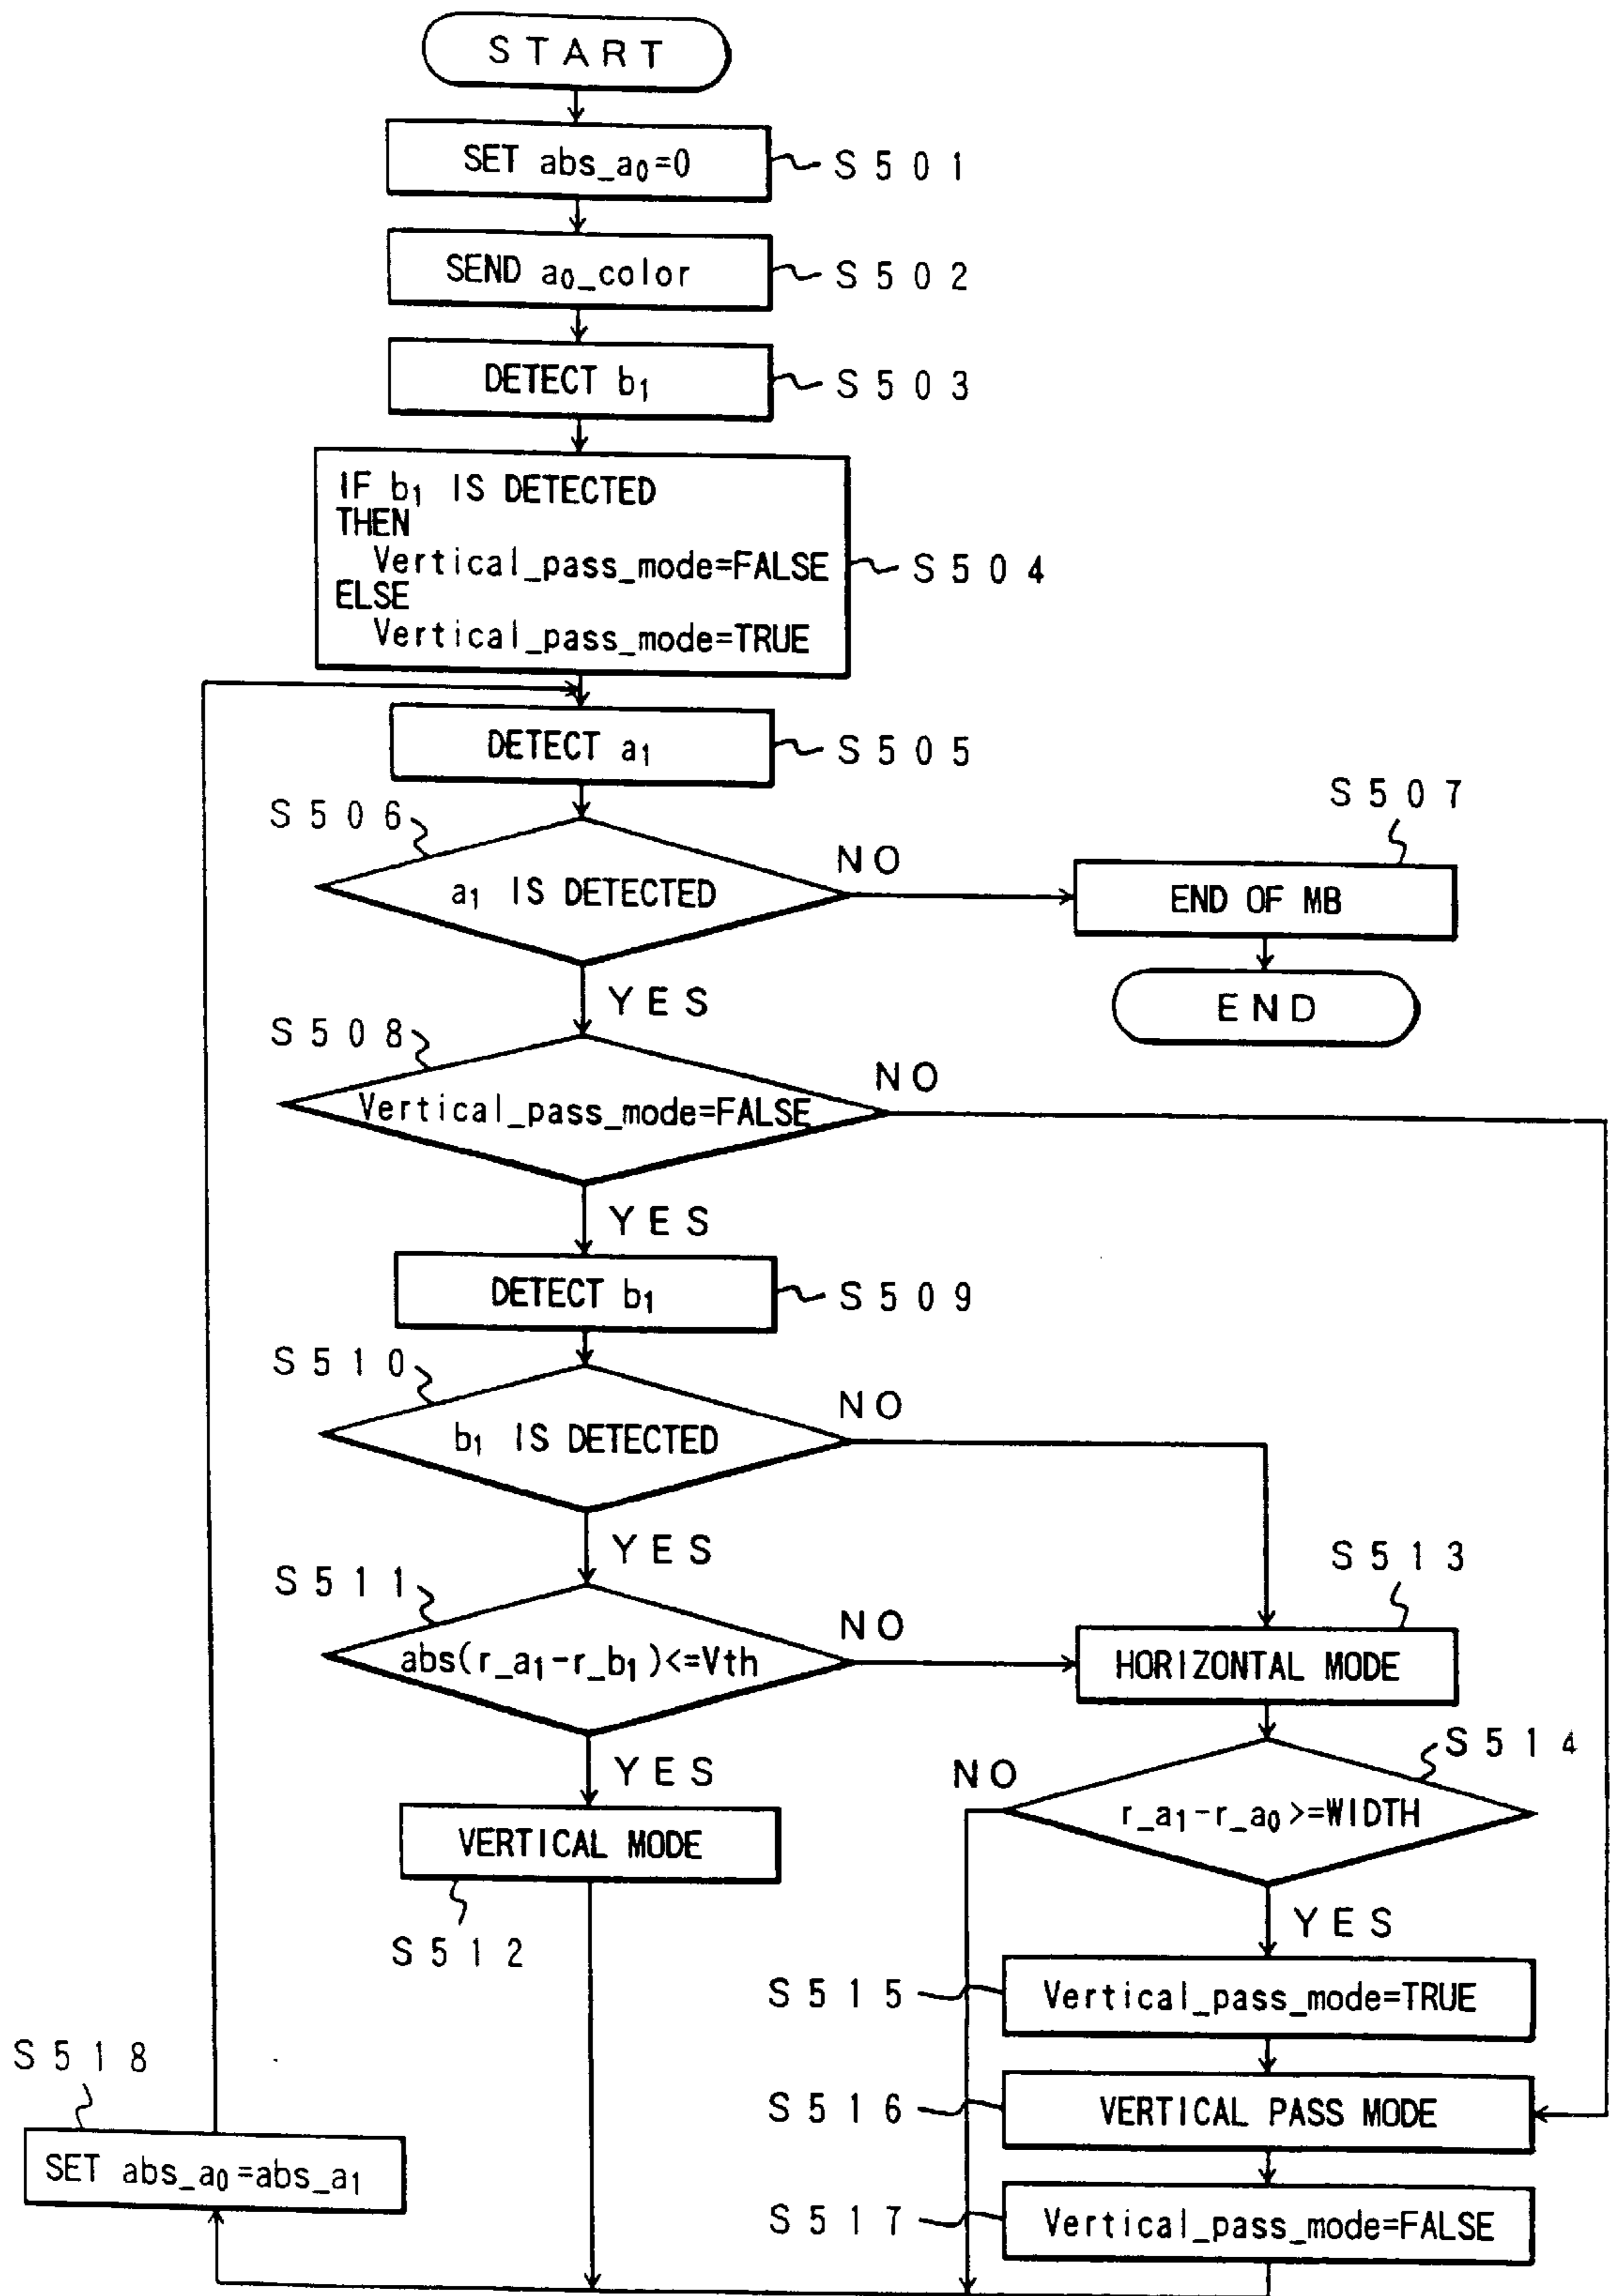 START
SET abs_a0=0
S501
SEND a0_color
S502
DETECT b1
S503
IF b1 IS DETECTED
THEN
Vertical_pass_mode=FALSE
ELSE
Vertical_pass_mode=TRUE
S504
DETECT a1
S505
S506
a1 IS DETECTED
NO
S507
END OF MB
END
YES
S508
Vertical_pass_mode=FALSE
NO
YES
DETECT b1
S509
S510
b1 IS DETECTED
NO
YES
S511
abs(r_a1-r_b1)<=Vth
NO
S513
HORIZONTAL MODE
YES
VERTICAL MODE
S512
S514
NO
r_a1-r_a0>=WIDTH
YES
S515
Vertical_pass_mode=TRUE
S516
VERTICAL PASS MODE
S517
Vertical_pass_mode=FALSE
S518
SET abs_a0=abs_a1